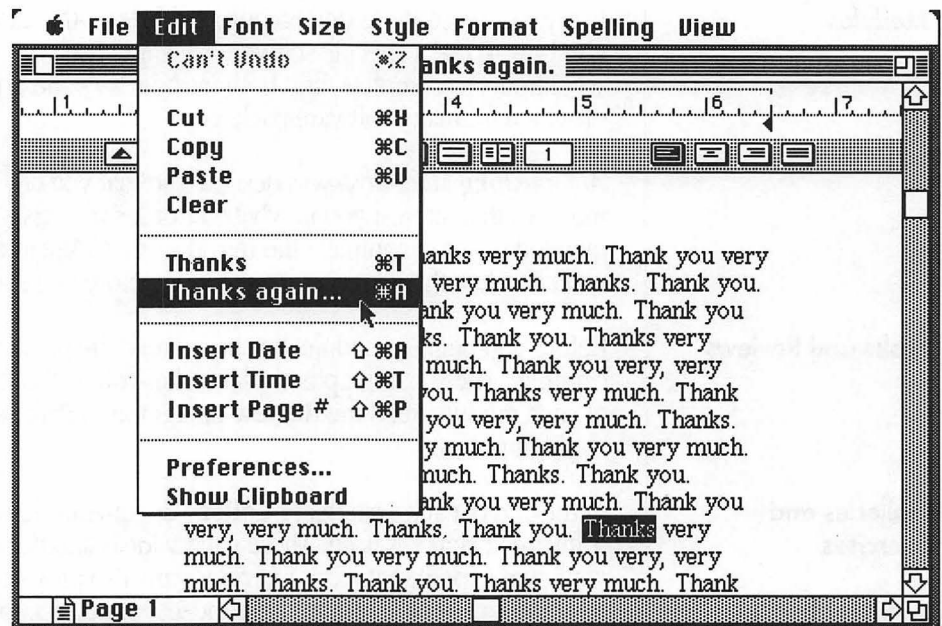 File Edit Font Size Style Format Spelling View
anks again.
Can't Undo ⌘Z
Cut ⌘X
Copy ⌘C
Paste ⌘V
Clear
Thanks ⌘T
Thanks again... ⌘A
Insert Date ⇧⌘A
Insert Time ⇧⌘T
Insert Page # ⇧⌘P
Preferences...
Show Clipboard
1 4 5 6 7
1
anks very much. Thank you very
very much. Thanks. Thank you.
ank you very much. Thank you
ks. Thank you. Thanks very
much. Thank you very, very
you. Thanks very much. Thank
you very, very much. Thanks.
y much. Thank you very much.
much. Thanks. Thank you.
ank you very much. Thank you
very, very much. Thanks. Thank you. Thanks very
much. Thank you very much. Thank you very, very
much. Thanks. Thank you. Thanks very much. Thank
Page 1